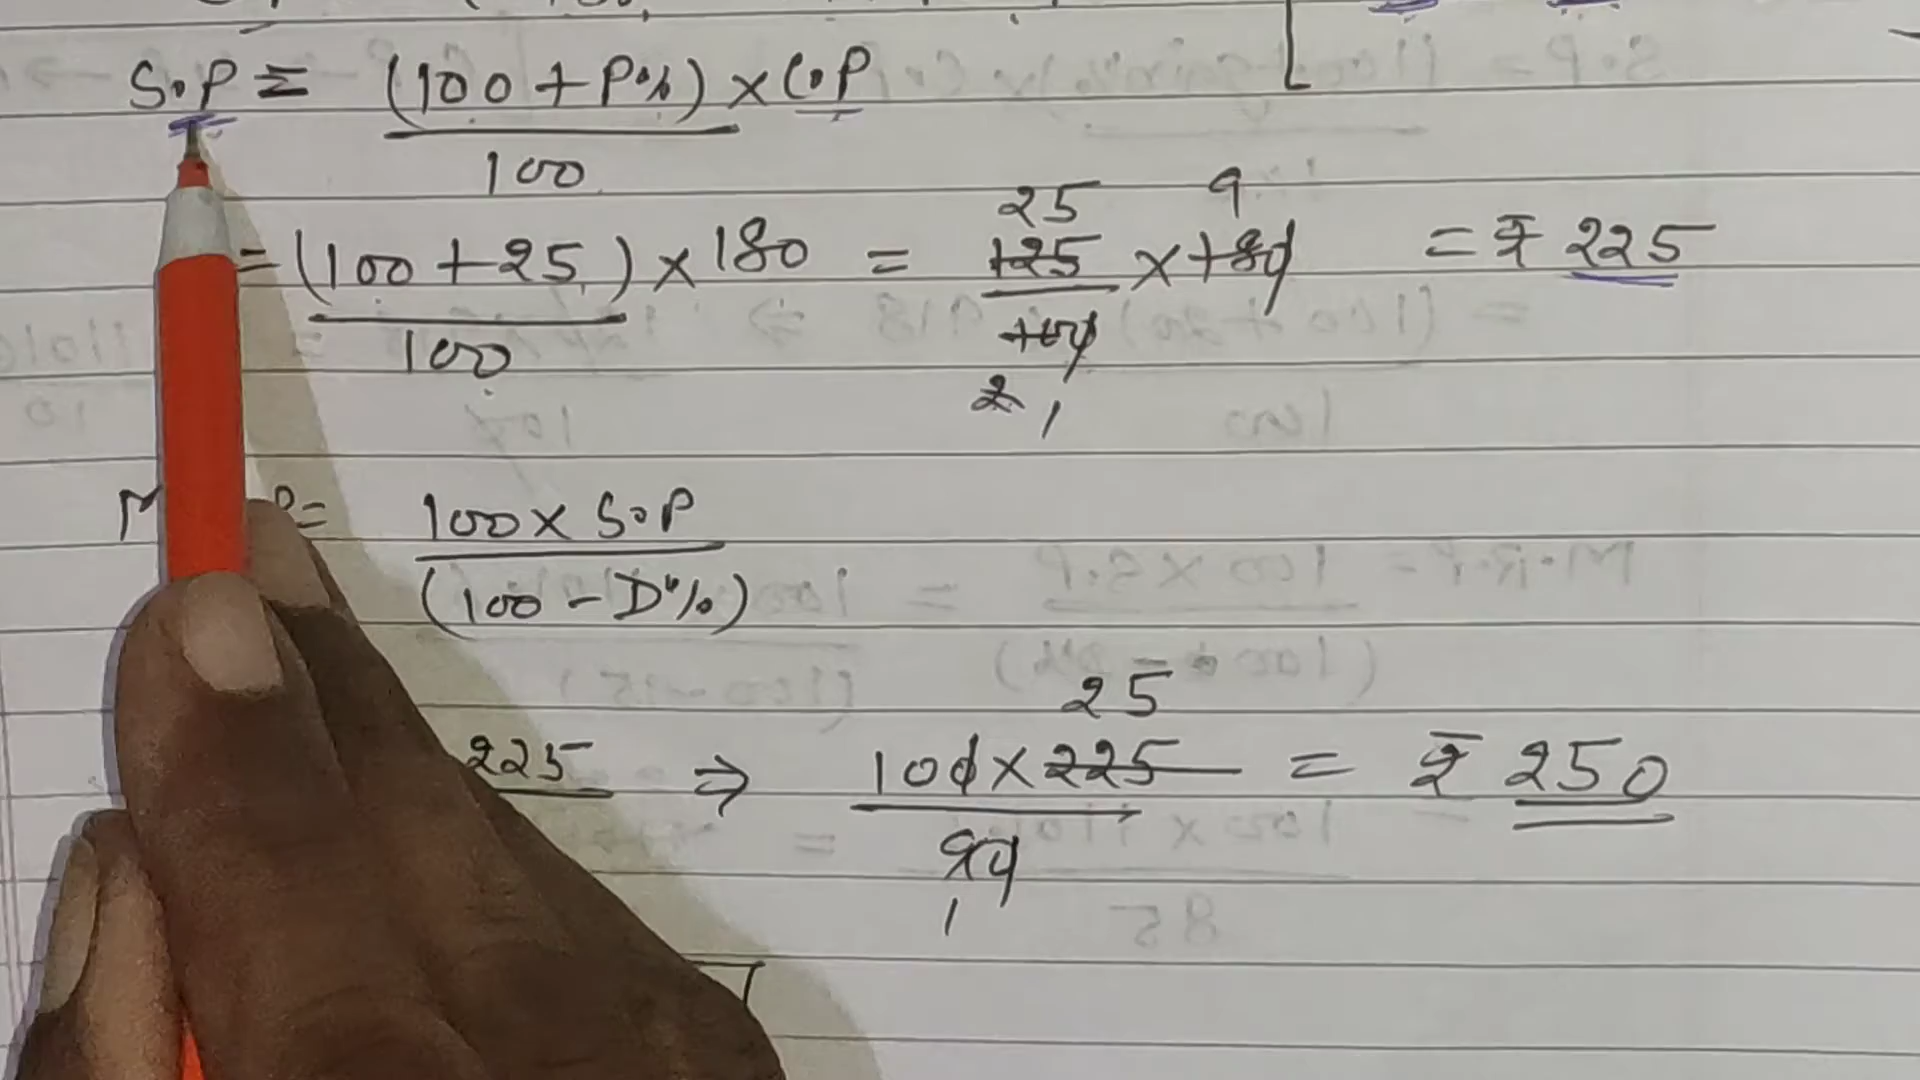 S.P = (100 + P%) × C.P
100
= (100 + 25) × 180 = 125 × 180 = ₹ 225
100 100
25 9
2 1
100 × S.P
(100 - D%)
25
225 ⇒ 100 × 225 = ₹ 250
90
1